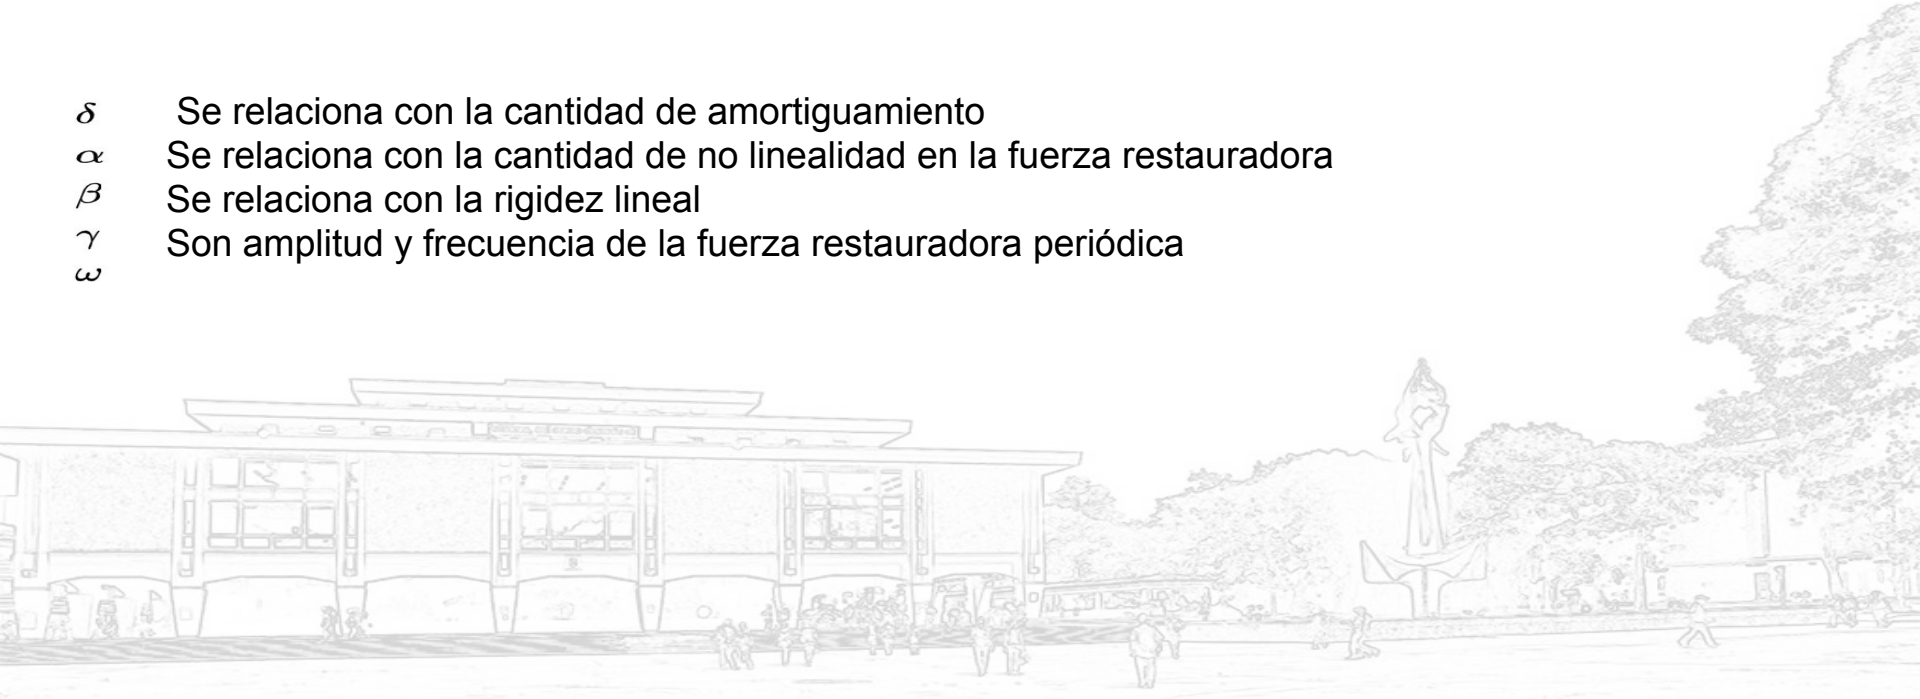 δ Se relaciona con la cantidad de amortiguamiento
α Se relaciona con la cantidad de no linealidad en la fuerza restauradora
β Se relaciona con la rigidez lineal
γ Son amplitud y frecuencia de la fuerza restauradora periódica
ω